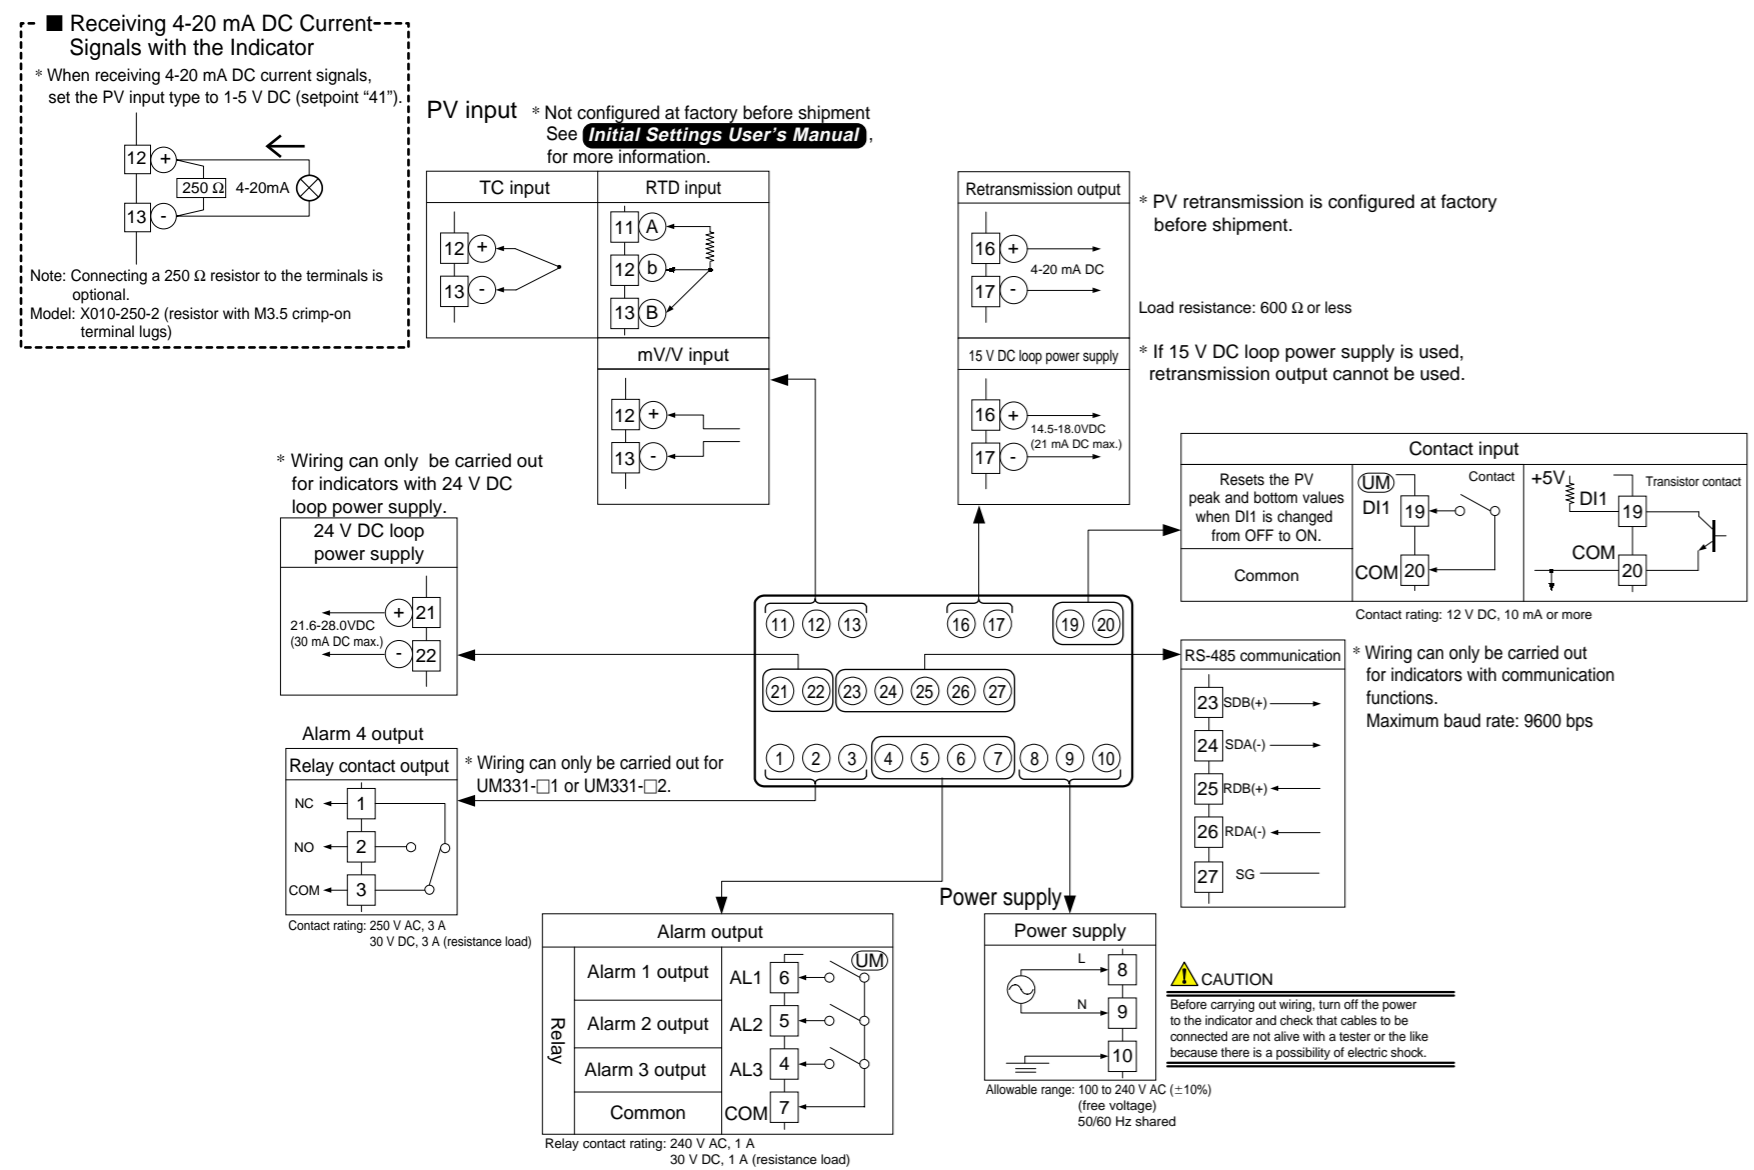 ■ Receiving 4-20 mA DC Current
Signals with the Indicator
* When receiving 4-20 mA DC current signals,
set the PV input type to 1-5 V DC (setpoint “41”).
12 +
250 Ω 4-20mA
13 -
Note: Connecting a 250 Ω resistor to the terminals is
optional.
Model: X010-250-2 (resistor with M3.5 crimp-on
terminal lugs)
PV input * Not configured at factory before shipment
See Initial Settings User’s Manual,
for more information.
TC input
12 +
13 -
RTD input
11 A
12 b
13 B
mV/V input
12 +
13 -
Retransmission output
16 +
4-20 mA DC
17 -
* PV retransmission is configured at factory
before shipment.
Load resistance: 600 Ω or less
15 V DC loop power supply
16 +
14.5-18.0VDC
(21 mA DC max.)
17 -
* If 15 V DC loop power supply is used,
retransmission output cannot be used.
* Wiring can only be carried out
for indicators with 24 V DC
loop power supply.
24 V DC loop
power supply
+ 21
21.6-28.0VDC
(30 mA DC max.)
- 22
Contact input
Resets the PV
peak and bottom values
when DI1 is changed
from OFF to ON.
Common
UM
Contact
DI1 19
COM 20
+5V
Transistor contact
DI1
19
COM
20
Contact rating: 12 V DC, 10 mA or more
11 12 13 16 17 19 20
21 22 23 24 25 26 27
1 2 3 4 5 6 7 8 9 10
RS-485 communication
23 SDB(+)
24 SDA(-)
25 RDB(+)
26 RDA(-)
27 SG
* Wiring can only be carried out
for indicators with communication
functions.
Maximum baud rate: 9600 bps
Alarm 4 output
Relay contact output
NC 1
NO 2
COM 3
* Wiring can only be carried out for
UM331-□1 or UM331-□2.
Contact rating: 250 V AC, 3 A
30 V DC, 3 A (resistance load)
Alarm output
Relay
Alarm 1 output
Alarm 2 output
Alarm 3 output
Common
UM
AL1 6
AL2 5
AL3 4
COM 7
Relay contact rating: 240 V AC, 1 A
30 V DC, 1 A (resistance load)
Power supply
Power supply
L 8
N 9
10
Allowable range: 100 to 240 V AC (±10%)
(free voltage)
50/60 Hz shared
! CAUTION
Before carrying out wiring, turn off the power
to the indicator and check that cables to be
connected are not alive with a tester or the like
because there is a possibility of electric shock.